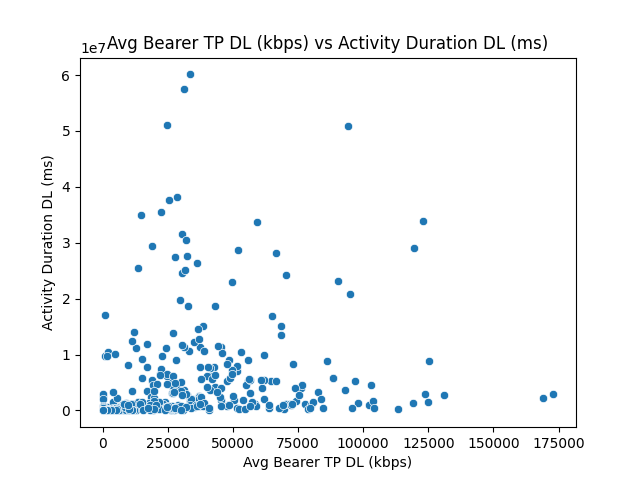 1e7
Avg Bearer TP DL (kbps) vs Activity Duration DL (ms)
6
5
4
3
2
1
0
Activity Duration DL (ms)
0 25000 50000 75000 100000 125000 150000 175000
Avg Bearer TP DL (kbps)